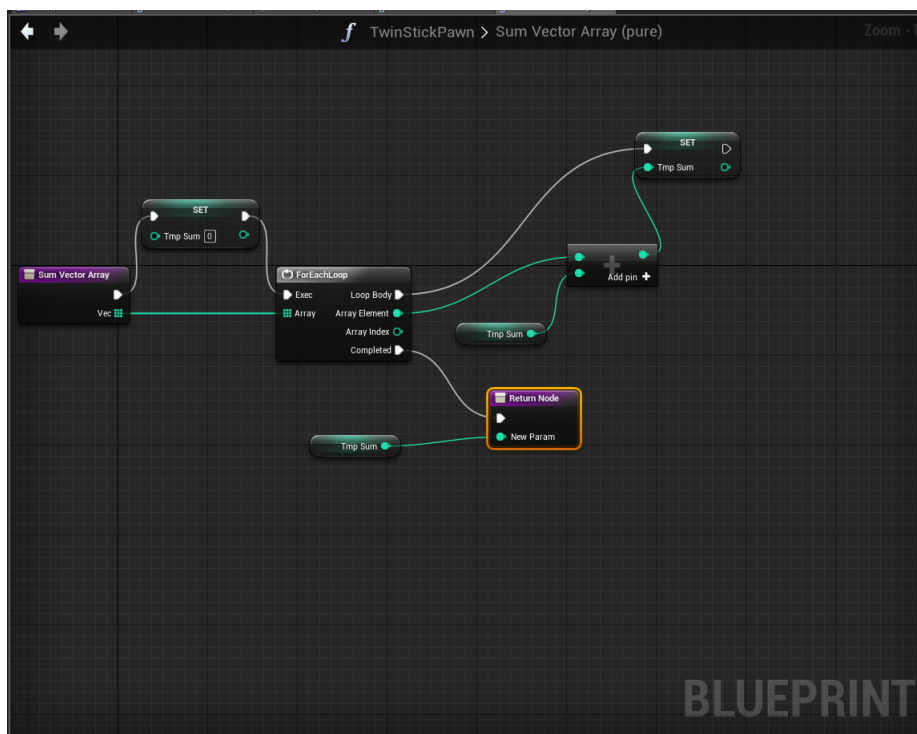 f TwinStickPawn > Sum Vector Array (pure)
Zoom -1
SET
Tmp Sum
SET
Tmp Sum 0
Add pin +
Sum Vector Array
Vec
ForEachLoop
Exec Loop Body
Array Array Element
Array Index
Completed
Tmp Sum
Return Node
New Param
Tmp Sum
BLUEPRINT